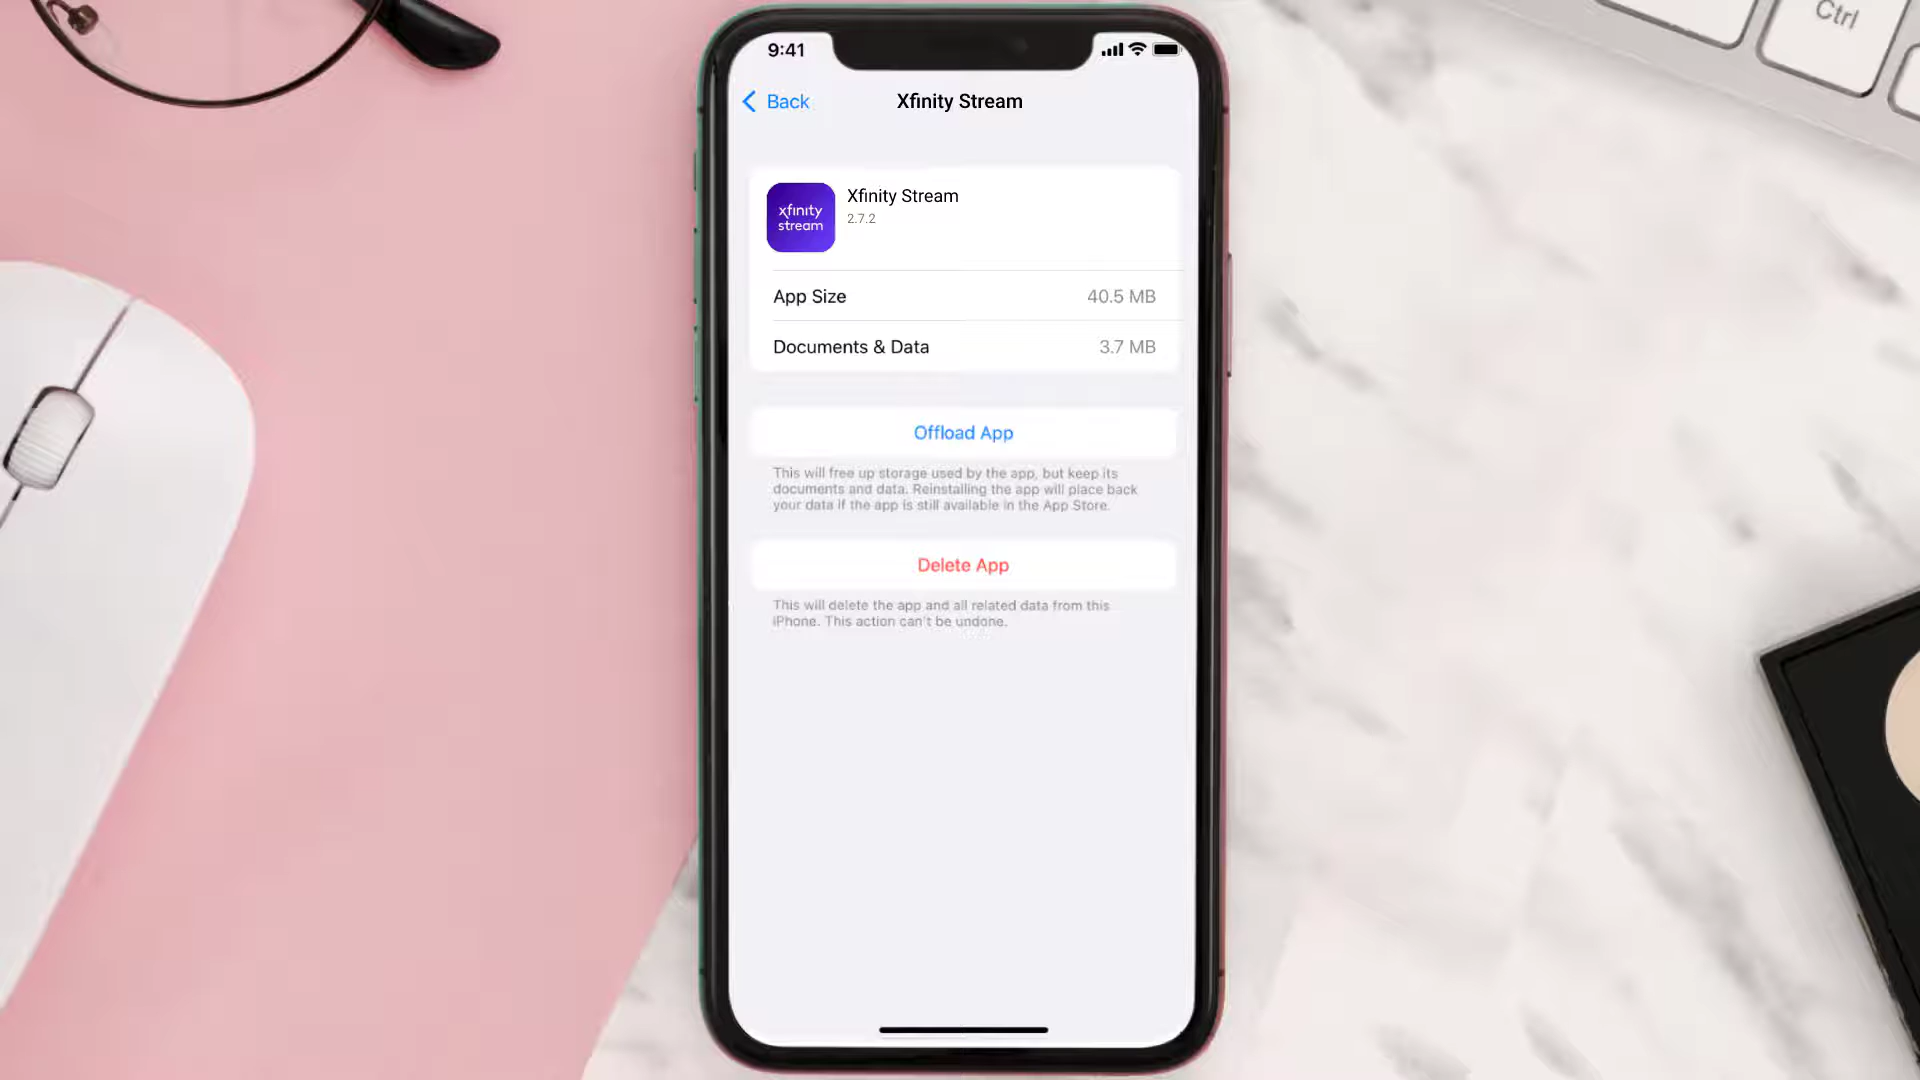 Ctrl
9:41
Back
Xfinity Stream
xfinity
stream
Xfinity Stream
2.7.2
App Size
40.5 MB
Documents & Data
3.7 MB
Offload App
This will free up storage used by the app, but keep its
documents and data. Reinstalling the app will place back
your data if the app is still available in the App Store.
Delete App
This will delete the app and all related data from this
iPhone. This action can't be undone.